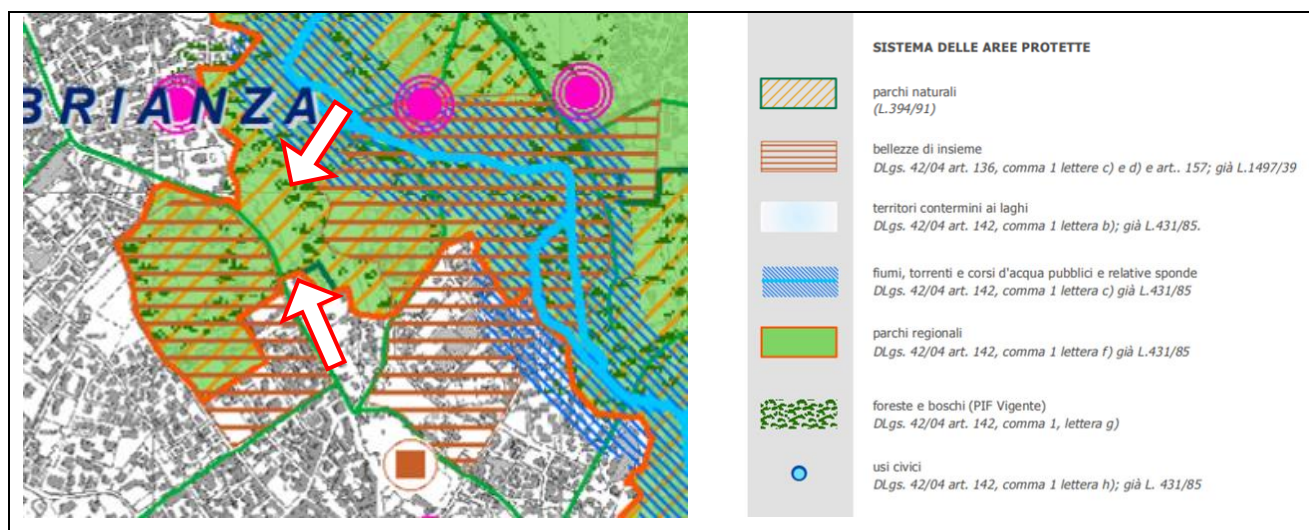 BRIANZA
SISTEMA DELLE AREE PROTETTE
parchi naturali
(L.394/91)
bellezze di insieme
DLgs. 42/04 art. 136, comma 1 lettere c) e d) e art.. 157; già L.1497/39
territori contermini ai laghi
DLgs. 42/04 art. 142, comma 1 lettera b); già L.431/85.
fiumi, torrenti e corsi d'acqua pubblici e relative sponde
DLgs. 42/04 art. 142, comma 1 lettera c) già L.431/85
parchi regionali
DLgs. 42/04 art. 142, comma 1 lettera f) già L.431/85
foreste e boschi (PIF Vigente)
DLgs. 42/04 art. 142, comma 1, lettera g)
usi civici
DLgs. 42/04 art. 142, comma 1 lettera h); già L. 431/85